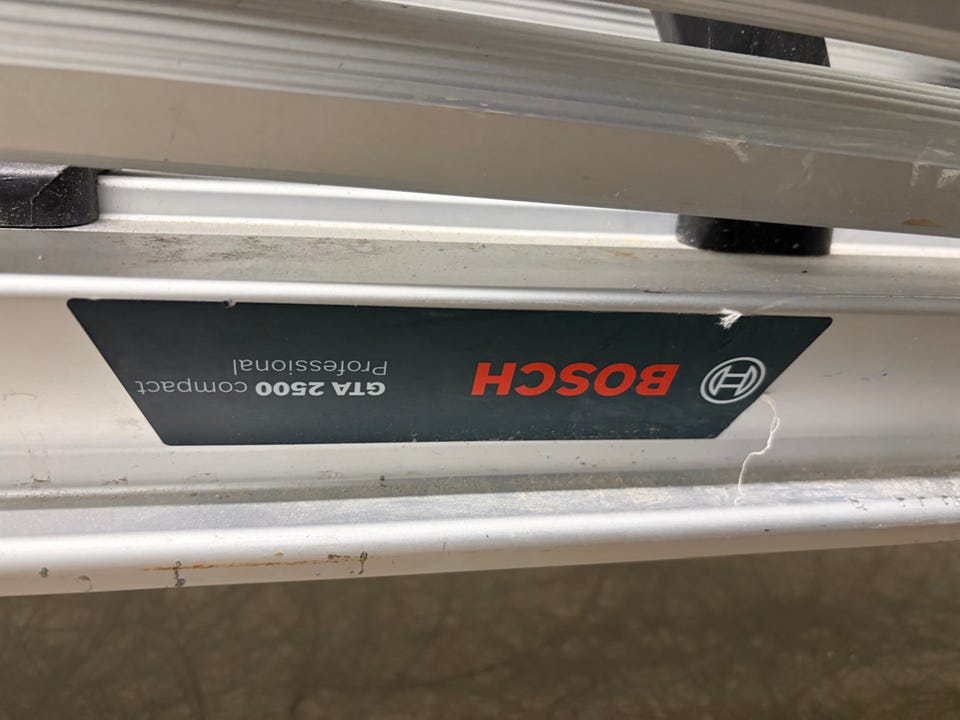 BOSCH
GTA 2500 compact
Professional